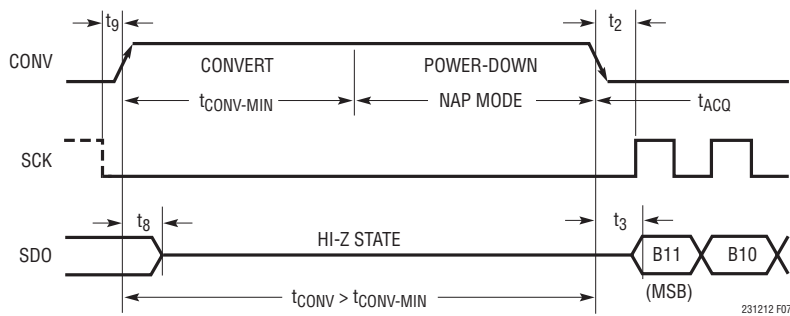 t9
t2
CONV
CONVERT
POWER-DOWN
tCONV-MIN
NAP MODE
tACQ
SCK
t8
t3
SDO
HI-Z STATE
B11
B10
(MSB)
tCONV > tCONV-MIN
231212 F07